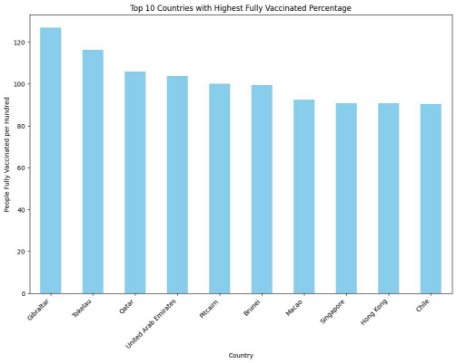 Top 10 Countries with Highest Fully Vaccinated Percentage
People Fully Vaccinated per Hundred
120
100
80
60
40
20
0
Gibraltar
Tokelau
Qatar
United Arab Emirates
Pitcairn
Brunei
Macao
Singapore
Hong Kong
Chile
Country